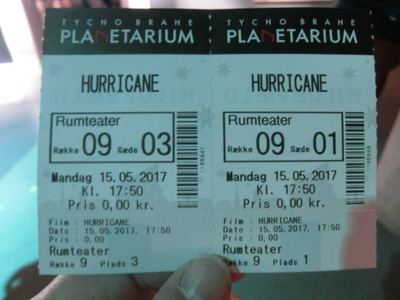 TYCHO BRAHE
PLANETARIUM
HURRICANE
Rumteater
Række 09 Sæde 03
Mandag 15.05.2017
Kl. 17:50
Pris 0,00 kr.
Film : HURRICANE
Dato : 15.05.2017, 17:50
Pris : 0,00
Rumteater
Række 9 Plads 3
TYCHO BRAHE
PLANETARIUM
HURRICANE
Rumteater
Række 09 Sæde 01
Mandag 15.05.2017
Kl. 17:50
Pris 0,00 kr.
Film : HURRICANE
Dato : 15.05.2017, 17:50
Pris : 0,00
Rumteater
Række 9 Plads 1